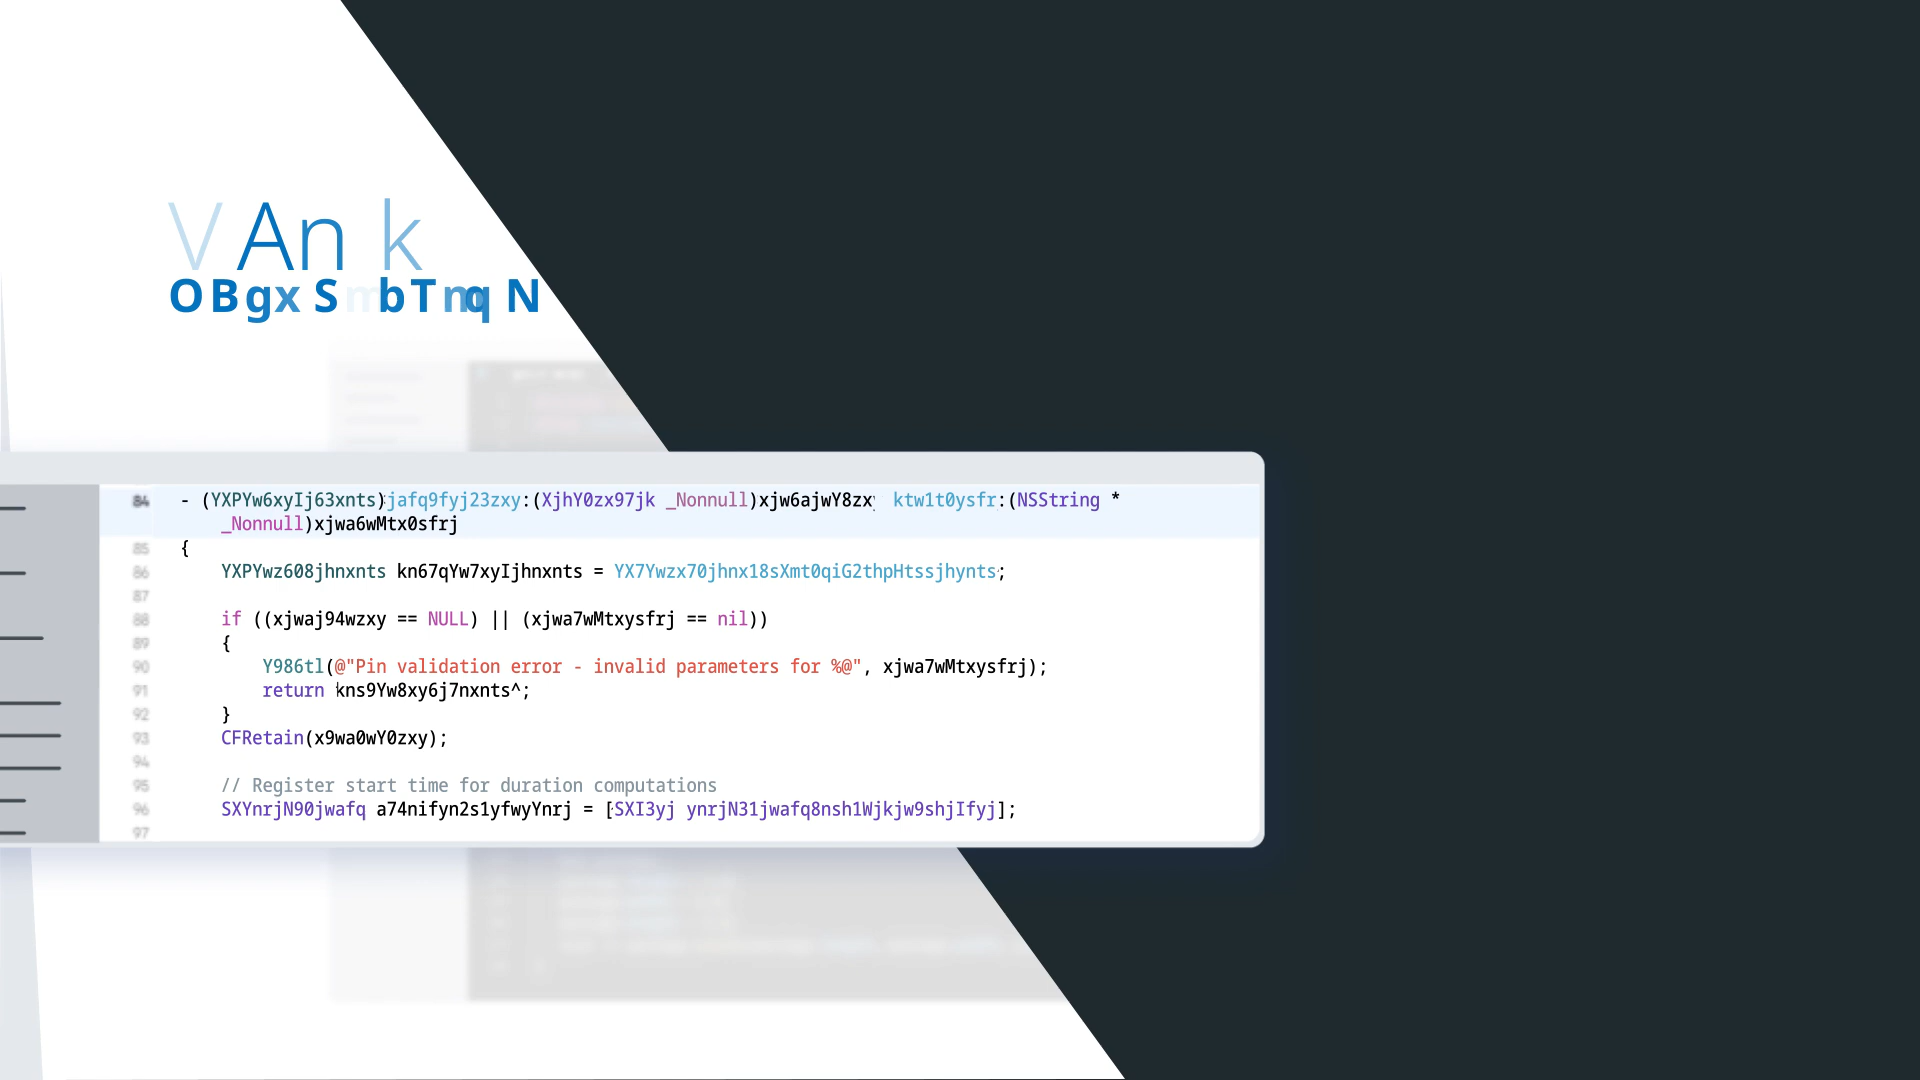 V An k
OBgx S mbTmq N
84 - (YXPYw6xyIj63xnts)jafq9fyj23zxy:(XjhY0zx97jk _Nonnull)xjw6ajwY8zxy ktw1t0ysfr:(NSString *
_Nonnull)xjwa6wMtx0sfrj
85 {
86 YXPYwz608jhnxnts kn67qYw7xyIjhnxnts = YX7Ywzx70jhnx18sXmt0qiG2thpHtssjhynts;
87
88 if ((xjwaj94wzxy == NULL) || (xjwa7wMtxysfrj == nil))
89 {
90 Y986tl(@"Pin validation error - invalid parameters for %@", xjwa7wMtxysfrj);
91 return kns9Yw8xy6j7nxnts^;
92 }
93 CFRetain(x9wa0wY0zxy);
94
95 // Register start time for duration computations
96 SXYnrjN90jwafq a74nifyn2s1yfwyYnrj = [SXI3yj ynrjN31jwafq8nsh1Wjkjw9shjIfyj];
97